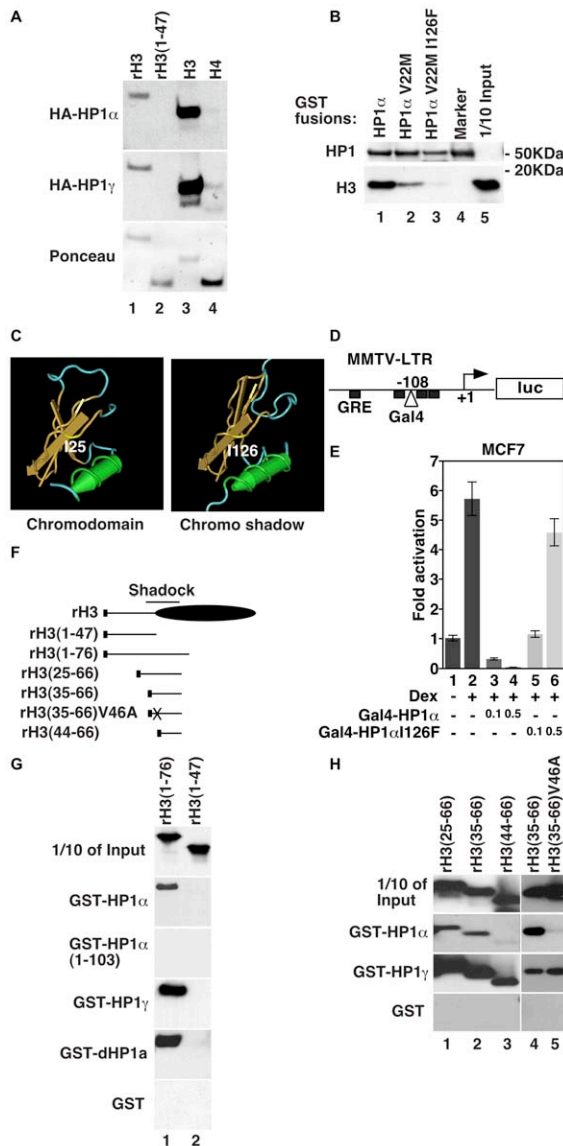 A
rH3
rH3(1-47)
H3
H4
HA-HP1α
HA-HP1γ
Ponceau
1 2 3 4
B
GST fusions:
HP1α
HP1α V22M
HP1α V22M I126F
Marker
1/10 Input
HP1
- 50KDa
- 20KDa
H3
1 2 3 4 5
C
I25
I126
Chromodomain
Chromo shadow
D
MMTV-LTR
-108
+1
luc
GRE
Gal4
E
MCF7
Fold activation
7
6
5
4
3
2
1
0
1 2 3 4 5 6
Dex - + + + + +
Gal4-HP1α - - 0.1 0.5 - -
Gal4-HP1αI126F - - - - 0.1 0.5
F
Shadock
rH3
rH3(1-47)
rH3(1-76)
rH3(25-66)
rH3(35-66)
rH3(35-66)V46A
rH3(44-66)
G
rH3(1-76)
rH3(1-47)
1/10 of Input
GST-HP1α
GST-HP1α
(1-103)
GST-HP1γ
GST-dHP1a
GST
1 2
H
rH3(25-66)
rH3(35-66)
rH3(44-66)
rH3(35-66)
rH3(35-66)V46A
1/10 of
Input
GST-HP1α
GST-HP1γ
GST
1 2 3 4 5